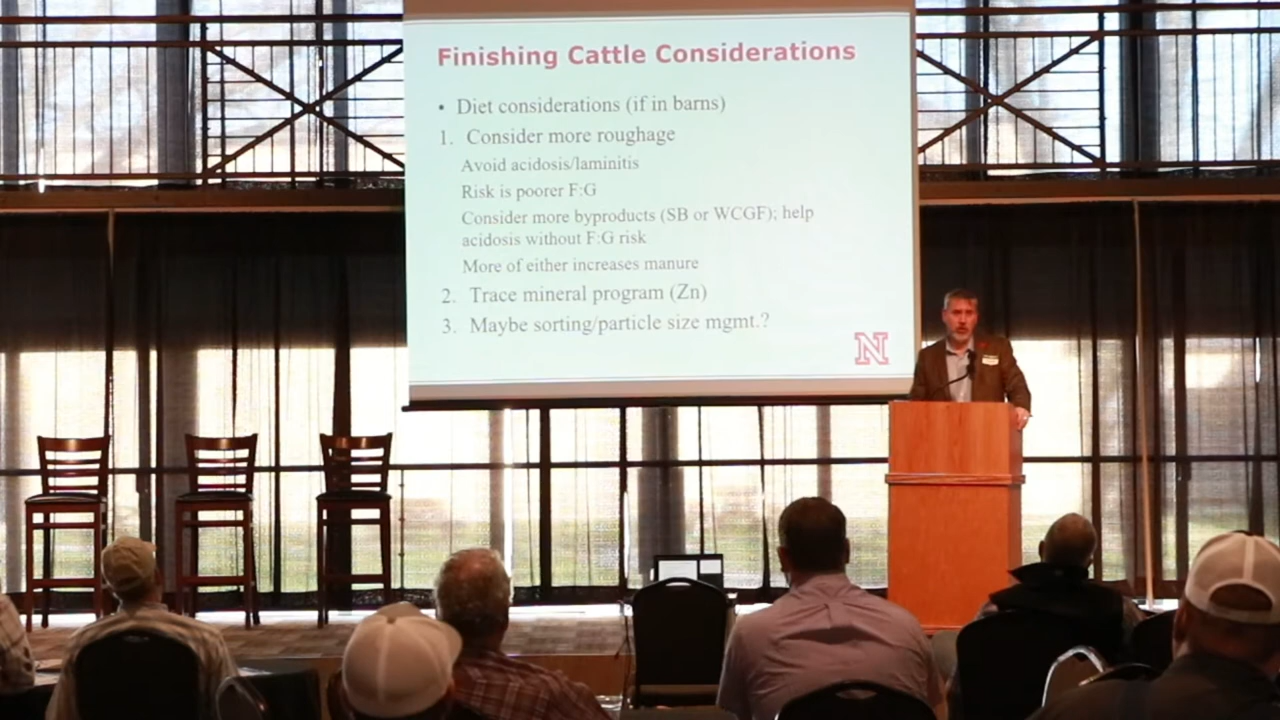 Finishing Cattle Considerations
• Diet considerations (if in barns)
1. Consider more roughage
Avoid acidosis/laminitis
Risk is poorer F:G
Consider more byproducts (SB or WCGF); help
acidosis without F:G risk
More of either increases manure
2. Trace mineral program (Zn)
3. Maybe sorting/particle size mgmt.?
N